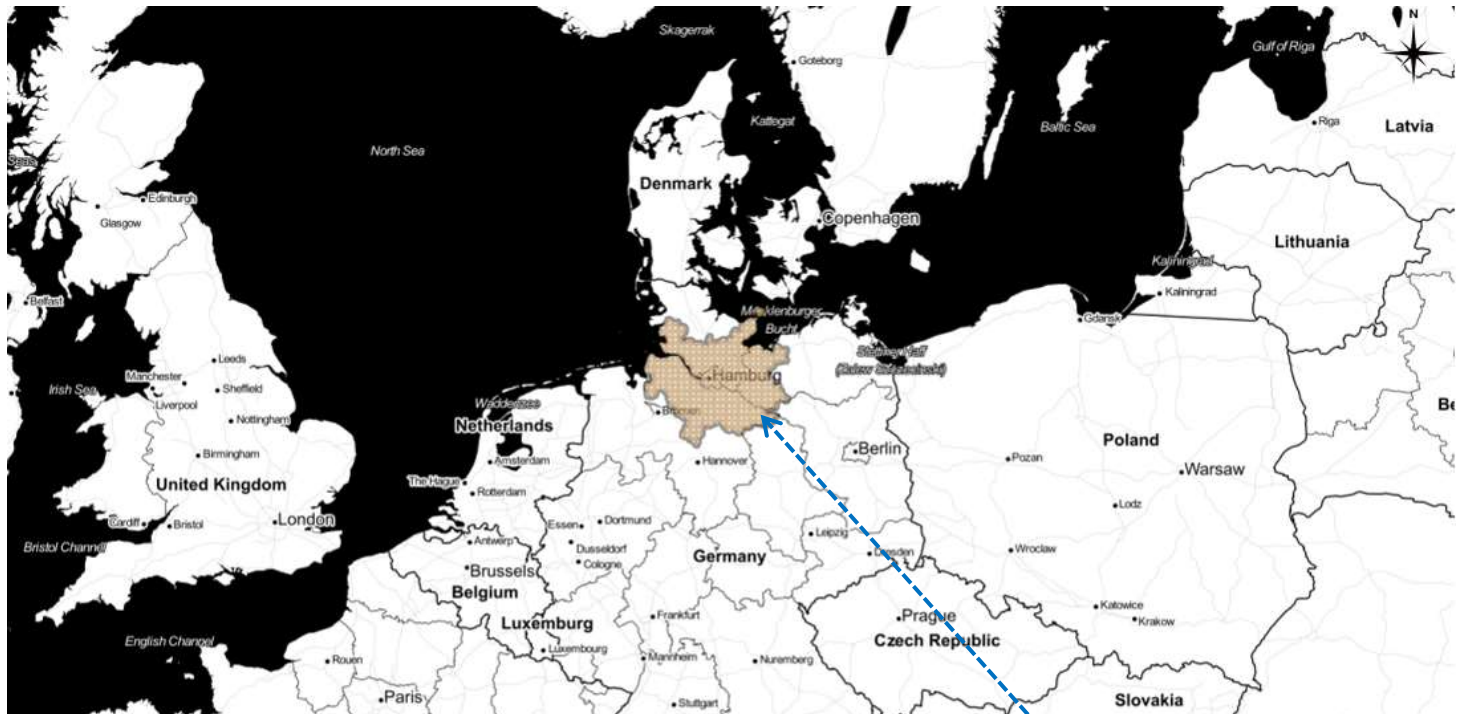 N
Skagerrak
Gulf of Riga
Goteborg
Kattegat
Baltic Sea
Riga
Latvia
North Sea
Denmark
Edinburgh
Glasgow
Copenhagen
Lithuania
Kaliningrad
Kaliningrad
Belfast
Mecklenburger
Bucht
Gdansk
Leeds
Irish Sea
Manchester
Sheffield
Liverpool
Hamburg
Waddenzee
Netherlands
Nottingham
Be
Birmingham
Amsterdam
Hannover
Berlin
Pozan
Poland
Warsaw
United Kingdom
The Hague
Rotterdam
Lodz
Cardiff
Bristol
London
Essen
Dortmund
Leipzig
Bristol Channel
Antwerp
Dusseldorf
Cologne
Germany
Dresden
Wroclaw
Brussels
Belgium
Katowice
Krakow
Frankfurt
Prague
Czech Republic
Luxemburg
English Channel
Luxembourg
Rouen
Mannheim
Nuremberg
Paris
Stuttgart
Slovakia